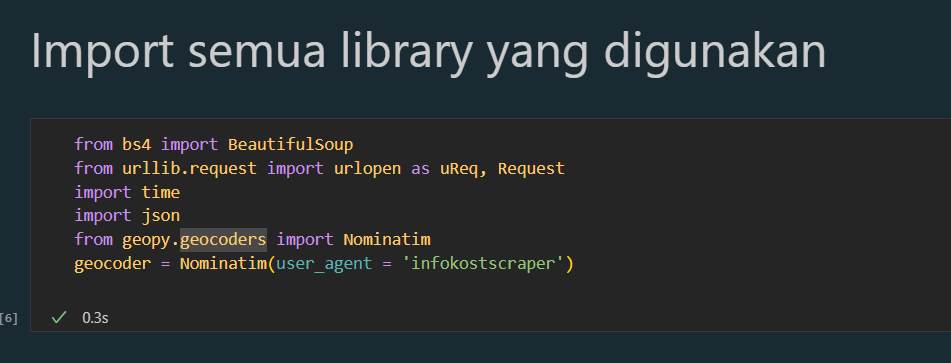 Import semua library yang digunakan
from bs4 import BeautifulSoup
from urllib.request import urlopen as uReq, Request
import time
import json
from geopy.geocoders import Nominatim
geocoder = Nominatim(user_agent = 'infokostscraper')
[6] 0.3s